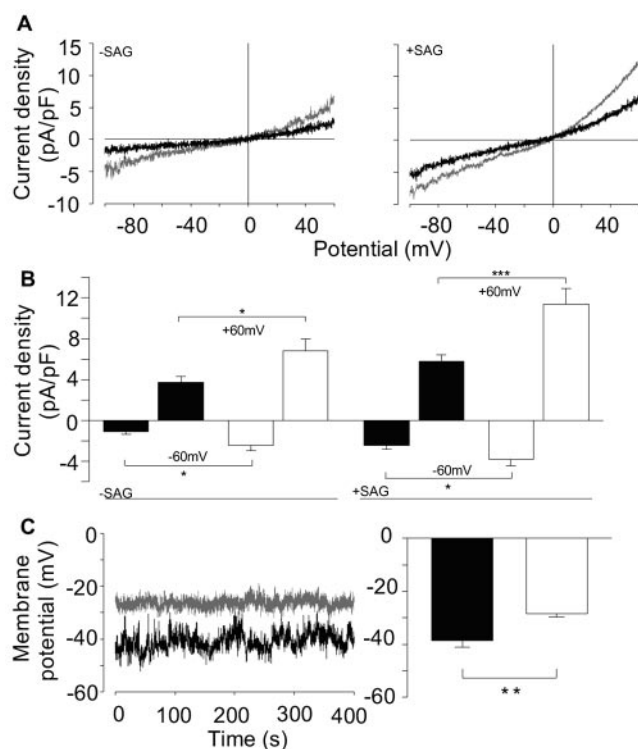 A
-SAG
+SAG
Current density
(pA/pF)
15
10
5
0
-5
-10
-80
-40
0
40
-80
-40
0
40
Potential (mV)
B
Current density
(pA/pF)
12
8
4
0
-4
*
+60mV
***
+60mV
-60mV
*
-60mV
*
-SAG
+SAG
C
Membrane
potential (mV)
0
-20
-40
-60
0
100
200
300
400
Time (s)
0
-20
-40
-60
**